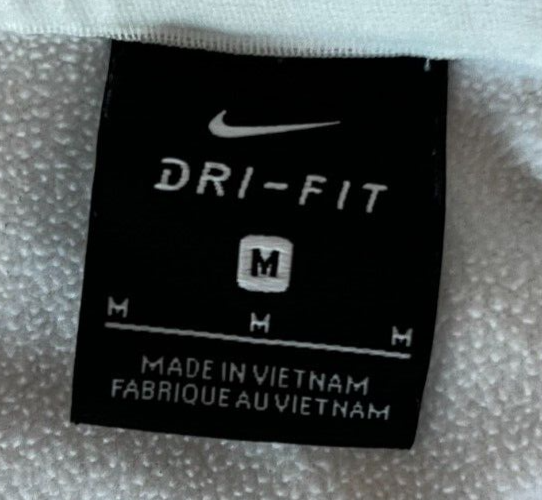 DRI-FIT
M
M M M
MADE IN VIETNAM
FABRIQUE AU VIETNAM